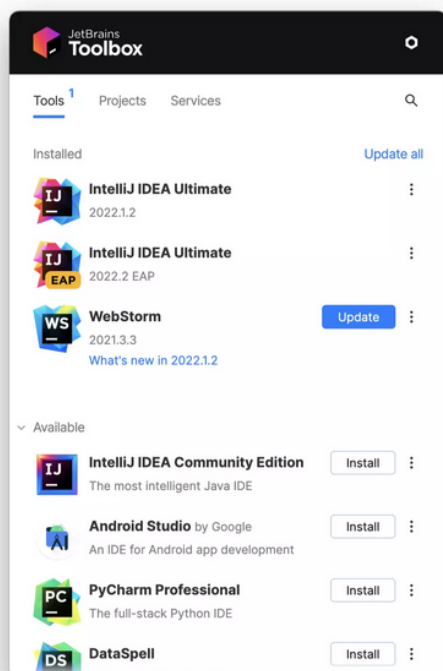 JetBrains
Toolbox
Tools 1 Projects Services
Installed Update all
IJ IntelliJ IDEA Ultimate
2022.1.2
IJ IntelliJ IDEA Ultimate
EAP 2022.2 EAP
WS WebStorm Update
2021.3.3
What's new in 2022.1.2
Available
IJ IntelliJ IDEA Community Edition Install
The most intelligent Java IDE
Android Studio by Google Install
An IDE for Android app development
PC PyCharm Professional Install
The full-stack Python IDE
DS DataSpell Install